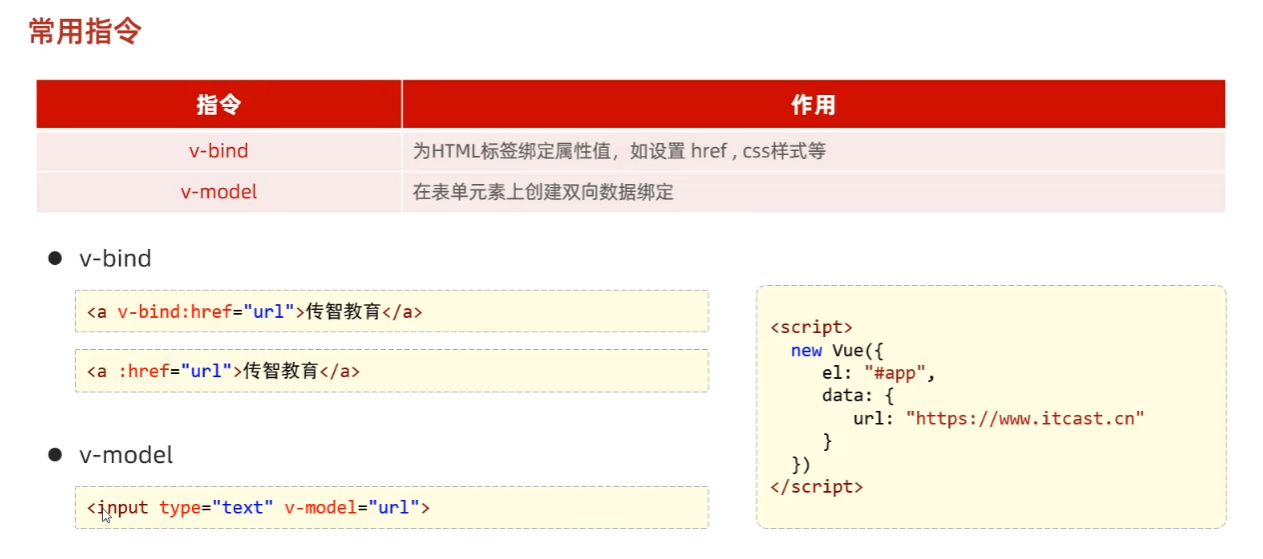 常用指令
指令 作用
v-bind 为HTML标签绑定属性值，如设置 href , css样式等
v-model 在表单元素上创建双向数据绑定
● v-bind
<a v-bind:href="url">传智教育</a>
<a :href="url">传智教育</a>
● v-model
<input type="text" v-model="url">
<script>
new Vue({
el: "#app",
data: {
url: "https://www.itcast.cn"
}
})
</script>